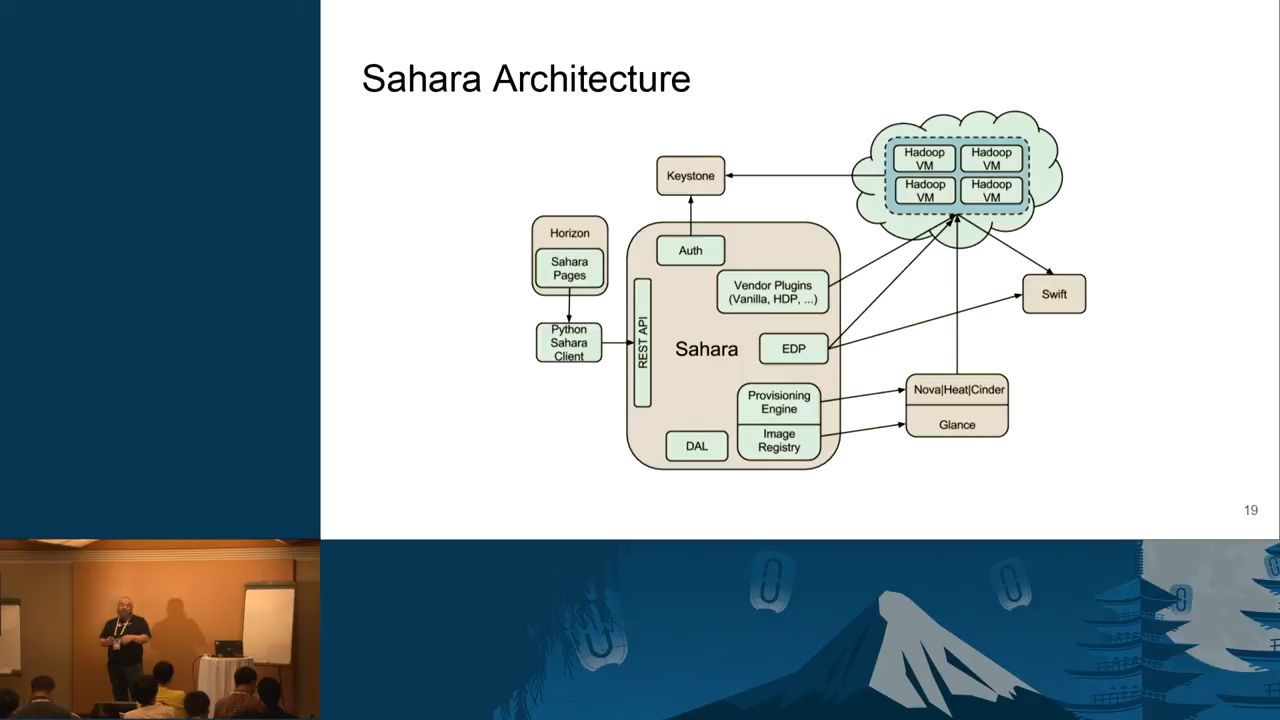 Sahara Architecture
Hadoop
VM
Hadoop
VM
Hadoop
VM
Hadoop
VM
Keystone
Horizon
Sahara
Pages
Auth
Vendor Plugins
(Vanilla, HDP, ...)
Swift
Python
Sahara
Client
REST API
Sahara
EDP
Provisioning
Engine
Image
Registry
DAL
Nova|Heat|Cinder
Glance
19